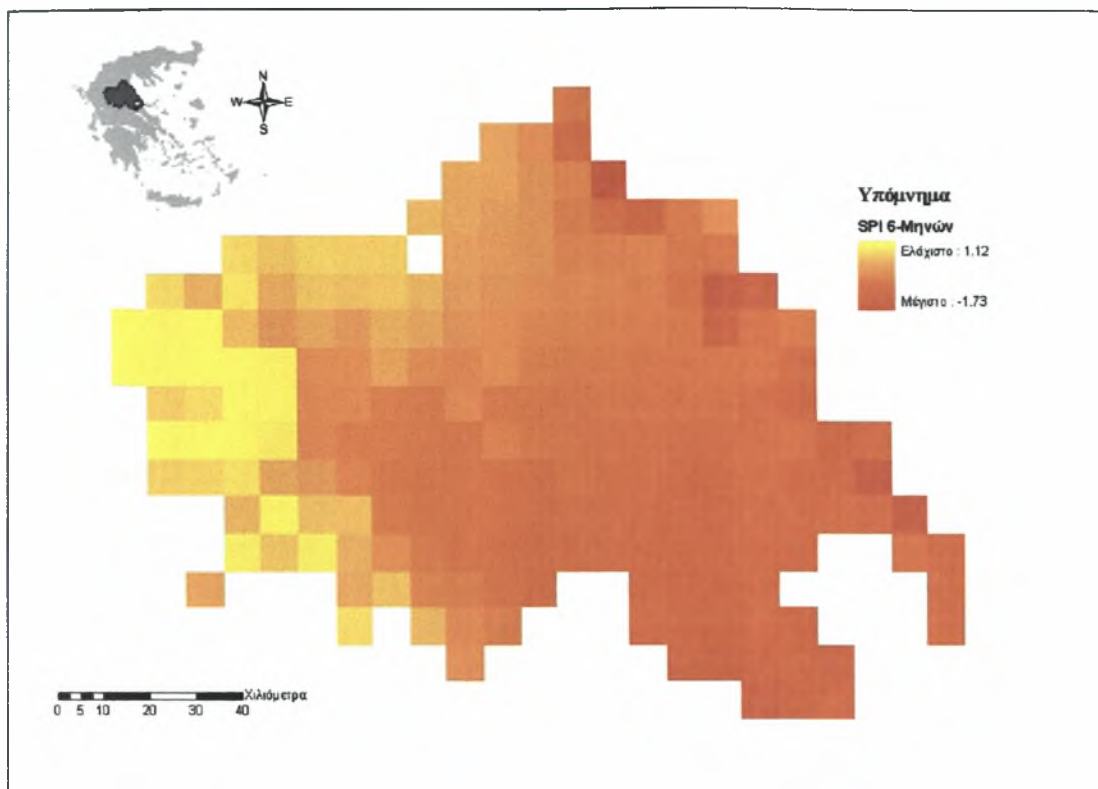 N
W E
S
Υπόμνημα
SPI 6-Μηνών
Ελάχιστο : 1.12
Μέγιστο : -1.73
Χιλιόμετρα
0 5 10 20 30 40